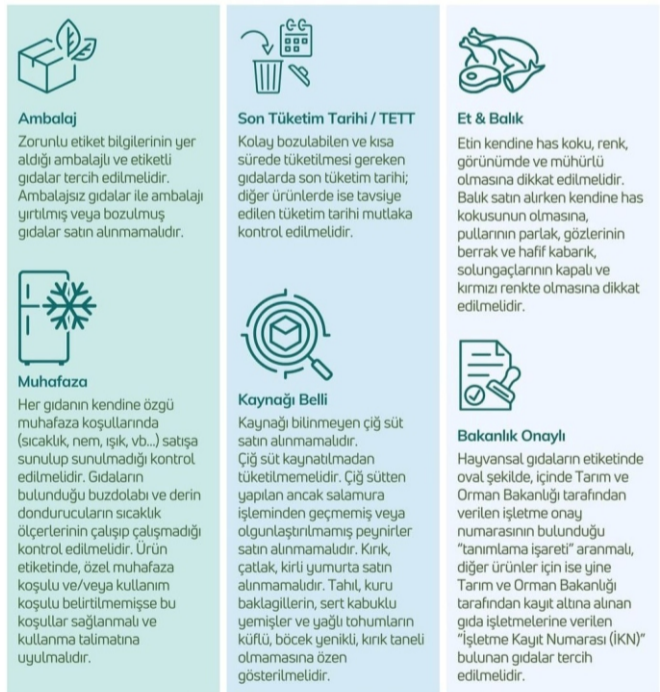 Ambalaj
Zorunlu etiket bilgilerinin yer
aldığı ambalajlı ve etiketli
gıdalar tercih edilmelidir.
Ambalajsız gıdalar ile ambalajı
yırtılmış veya bozulmuş
gıdalar satın alınmamalıdır.
Muhafaza
Her gıdanın kendine özgü
muhafaza koşullarında
(sıcaklık, nem, ışık, vb...) satışa
sunulup sunulmadığı kontrol
edilmelidir. Gıdaların
bulunduğu buzdolabı ve derin
dondurucuların sıcaklık
ölçerlerinin çalışıp çalışmadığı
kontrol edilmelidir. Ürün
etiketinde, özel muhafaza
koşulu ve/veya kullanım
koşulu belirtilmemişse bu
koşullar sağlanmalı ve
kullanma talimatına
uyulmalıdır.
Son Tüketim Tarihi / TETT
Kolay bozulabilen ve kısa
sürede tüketilmesi gereken
gıdalarda son tüketim tarihi;
diğer ürünlerde ise tavsiye
edilen tüketim tarihi mutlaka
kontrol edilmelidir.
Kaynağı Belli
Kaynağı bilinmeyen çiğ süt
satın alınmamalıdır.
Çiğ süt kaynatılmadan
tüketilmemelidir. Çiğ sütten
yapılan ancak salamura
işleminden geçmemiş veya
olgunlaştırılmamış peynirler
satın alınmamalıdır. Kırık,
çatlak, kirli yumurta satın
alınmamalıdır. Tahıl, kuru
baklagillerin, sert kabuklu
yemişler ve yağlı tohumların
küflü, böcek yenikli, kırık taneli
olmamasına özen
gösterilmelidir.
Et & Balık
Etin kendine has koku, renk,
görünümde ve mühürlü
olmasına dikkat edilmelidir.
Balık satın alırken kendine has
kokusunun olmasına,
pullarının parlak, gözlerinin
berrak ve hafif kabarık,
solungaçlarının kapalı ve
kırmızı renkte olmasına dikkat
edilmelidir.
Bakanlık Onaylı
Hayvansal gıdaların etiketinde
oval şekilde, içinde Tarım ve
Orman Bakanlığı tarafından
verilen işletme onay
numarasının bulunduğu
“tanımlama işareti” aranmalı,
diğer ürünler için ise yine
Tarım ve Orman Bakanlığı
tarafından kayıt altına alınan
gıda işletmelerine verilen
“İşletme Kayıt Numarası (İKN)”
bulunan gıdalar tercih
edilmelidir.